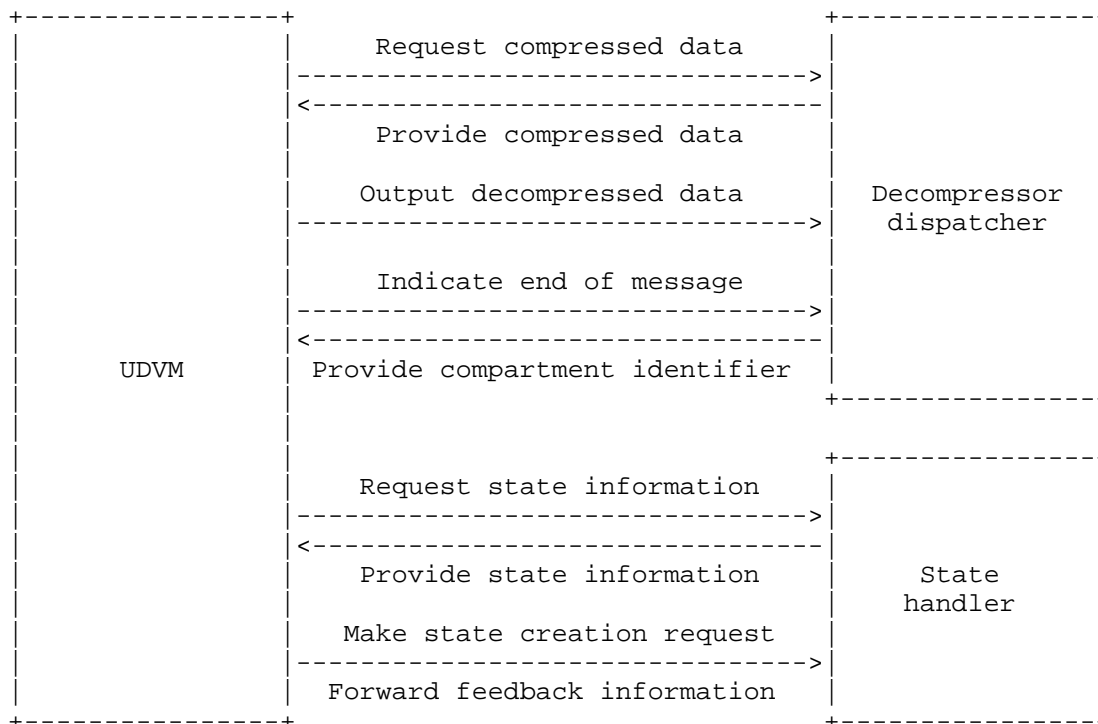 Request compressed data
Provide compressed data
Output decompressed data
Decompressor
dispatcher
Indicate end of message
UDVM
Provide compartment identifier
Request state information
Provide state information
State
handler
Make state creation request
Forward feedback information